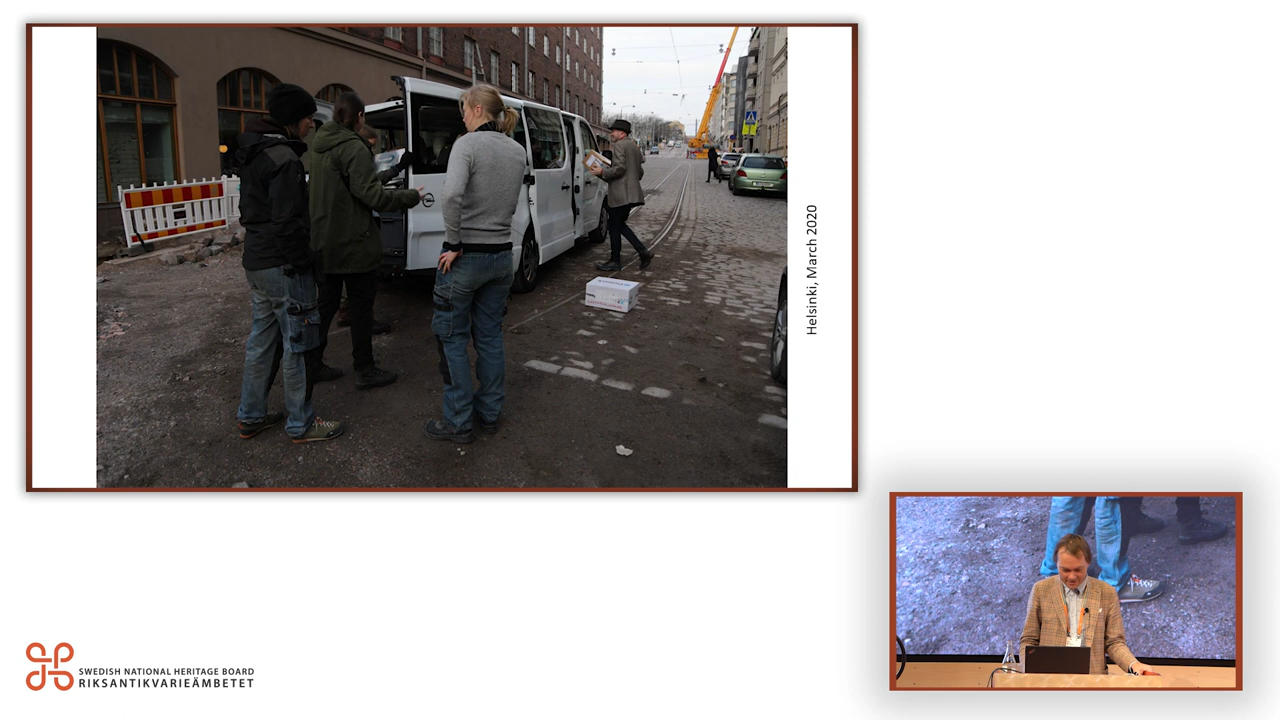 Helsinki, March 2020
SWEDISH NATIONAL HERITAGE BOARD
RIKSANTIKVARIEÄMBETET